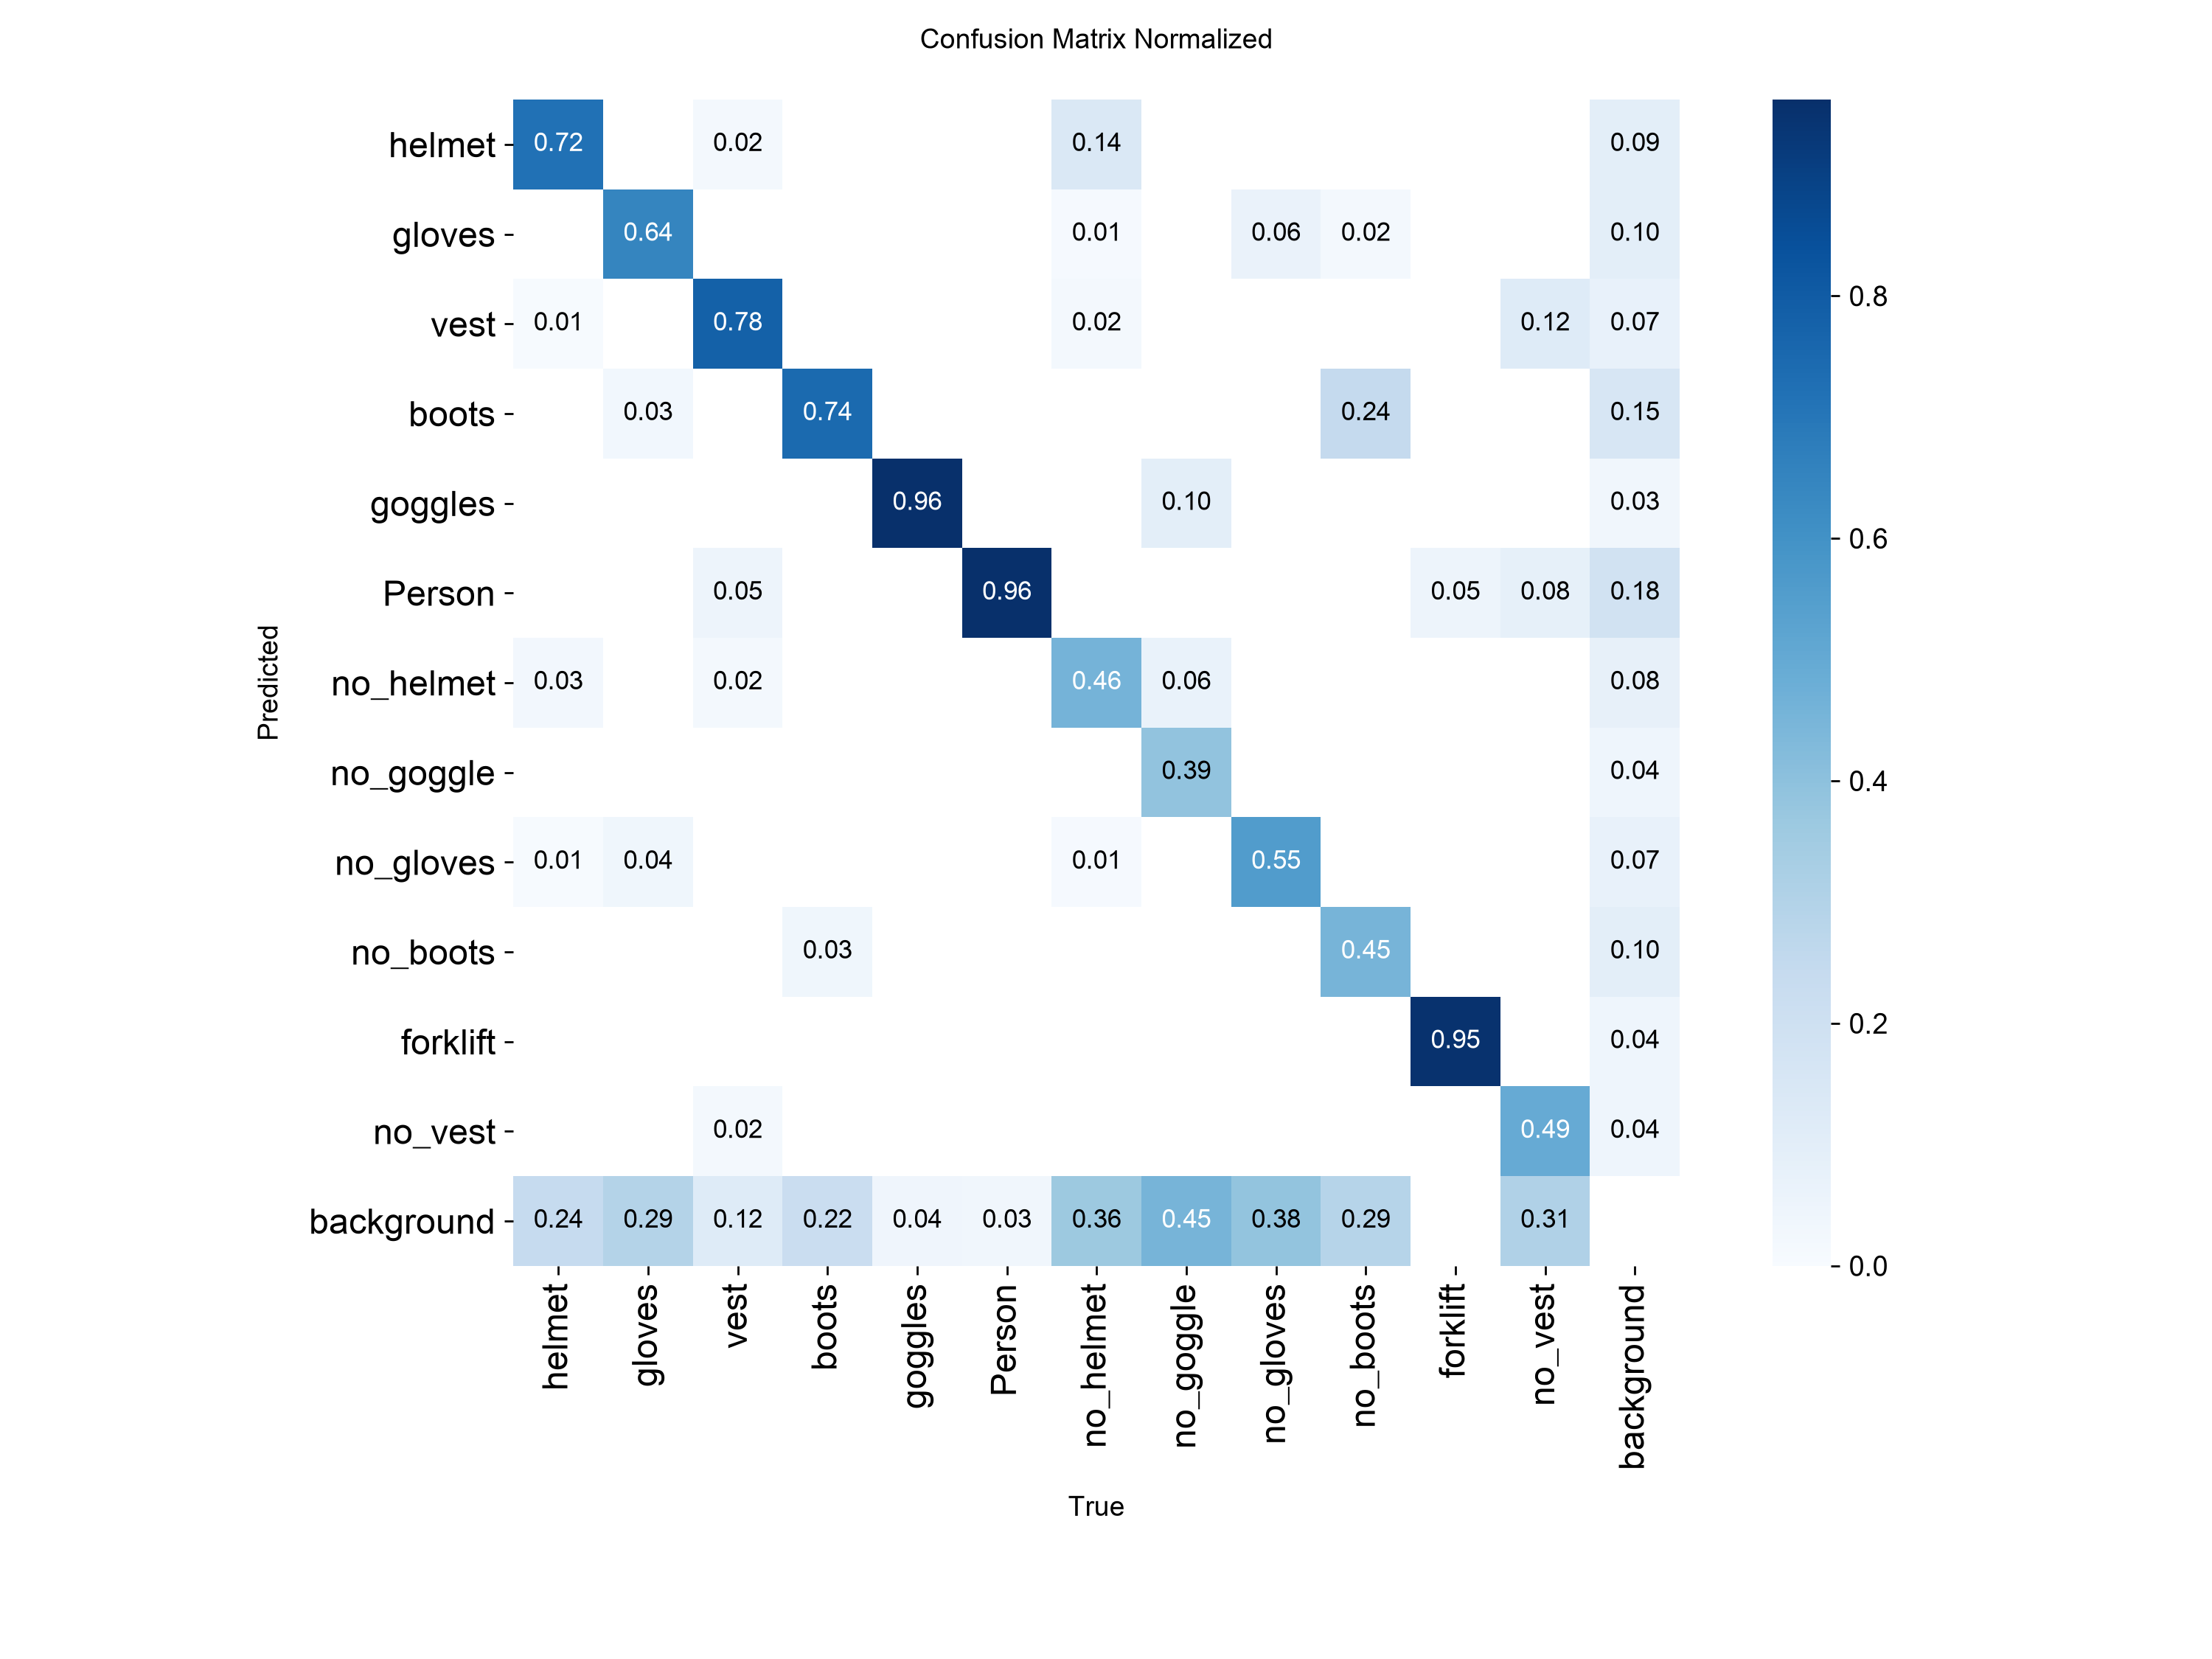 Confusion Matrix Normalized
helmet 0.72 0.02 0.14 0.09
gloves 0.64 0.01 0.06 0.02 0.10
vest 0.01 0.78 0.02 0.12 0.07
0.8
boots 0.03 0.74 0.24 0.15
goggles 0.96 0.10 0.03
0.6
Person 0.05 0.96 0.05 0.08 0.18
Predicted
no_helmet 0.03 0.02 0.46 0.06 0.08
no_goggle 0.39 0.04
0.4
no_gloves 0.01 0.04 0.01 0.55 0.07
no_boots 0.03 0.45 0.10
0.2
forklift 0.95 0.04
no_vest 0.02 0.49 0.04
background 0.24 0.29 0.12 0.22 0.04 0.03 0.36 0.45 0.38 0.29 0.31
0.0
helmet
gloves
vest
boots
goggles
Person
no_helmet
no_goggle
no_gloves
no_boots
forklift
no_vest
background
True